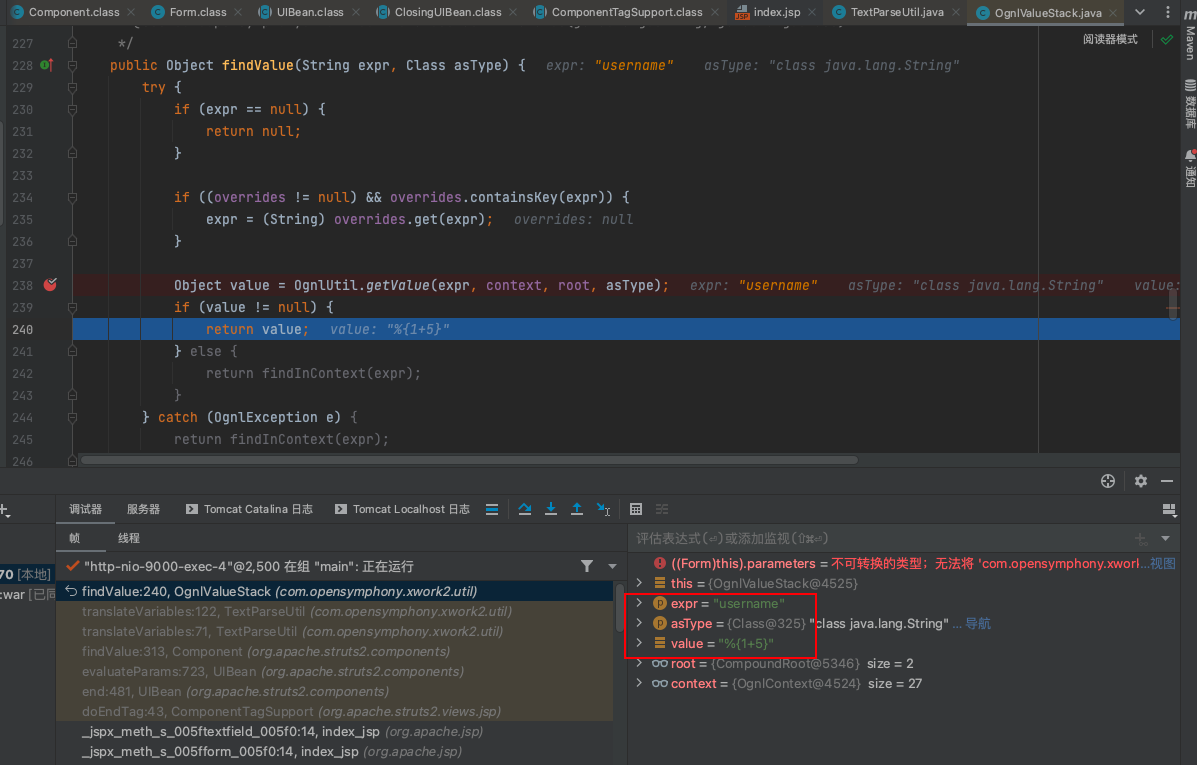 Component.class Form.class UIBean.class ClosingUIBean.class ComponentTagSupport.class index.jsp TextParseUtil.java OgnlValueStack.java
阅读器模式
Maven
数据库
通知
227 */
228 public Object findValue(String expr, Class asType) { expr: "username" asType: "class java.lang.String"
229 try {
230 if (expr == null) {
231 return null;
232 }
233
234 if ((overrides != null) && overrides.containsKey(expr)) {
235 expr = (String) overrides.get(expr); overrides: null
236 }
237
238 Object value = OgnlUtil.getValue(expr, context, root, asType); expr: "username" asType: "class java.lang.String" value:
239 if (value != null) {
240 return value; value: "%{1+5}"
241 } else {
242 return findInContext(expr);
243 }
244 } catch (OgnlException e) {
245 return findInContext(expr);
246
调试器 服务器 Tomcat Catalina 日志 Tomcat Localhost 日志
帧 线程
"http-nio-9000-exec-4"@2,500 在组 "main": 正在运行
70 [本地]
:war [已同
findValue:240, OgnlValueStack (com.opensymphony.xwork2.util)
translateVariables:122, TextParseUtil (com.opensymphony.xwork2.util)
translateVariables:71, TextParseUtil (com.opensymphony.xwork2.util)
findValue:313, Component (org.apache.struts2.components)
evaluateParams:723, UIBean (org.apache.struts2.components)
end:481, UIBean (org.apache.struts2.components)
doEndTag:43, ComponentTagSupport (org.apache.struts2.views.jsp)
_jspx_meth_s_005ftextfield_005f0:14, index_jsp (org.apache.jsp)
_jspx_meth_s_005fform_005f0:14, index_jsp (org.apache.jsp)
评估表达式(⏎)或添加监视(⇧⌘⏎)
((Form)this).parameters = 不可转换的类型；无法将 'com.opensymphony.xworl...视图
this = {OgnlValueStack@4525}
expr = "username"
asType = {Class@325} "class java.lang.String" ... 导航
value = "%{1+5}"
root = {CompoundRoot@5346} size = 2
context = {OgnlContext@4524} size = 27